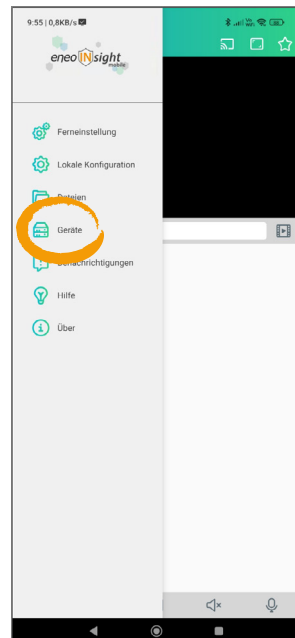 9:55 | 0,8KB/s
eneo INsight
mobile
Ferneinstellung
Lokale Konfiguration
Dateien
Geräte
Benachrichtigungen
Hilfe
Über